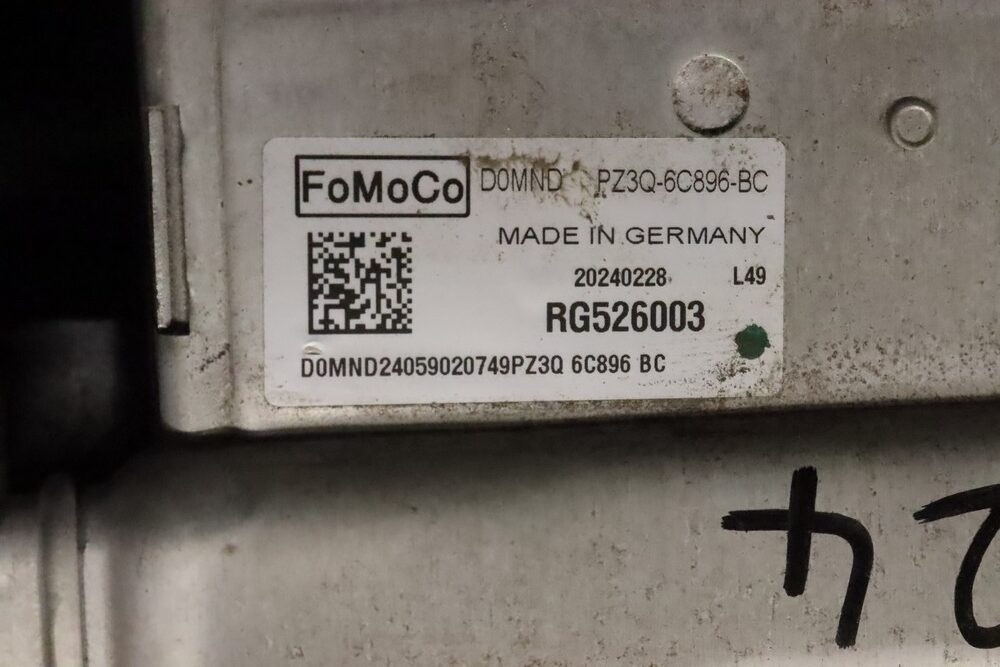 FoMoCo D0MND PZ3Q-6C896-BC
MADE IN GERMANY
20240228 L49
RG526003
D0MND24059020749PZ3Q 6C896 BC